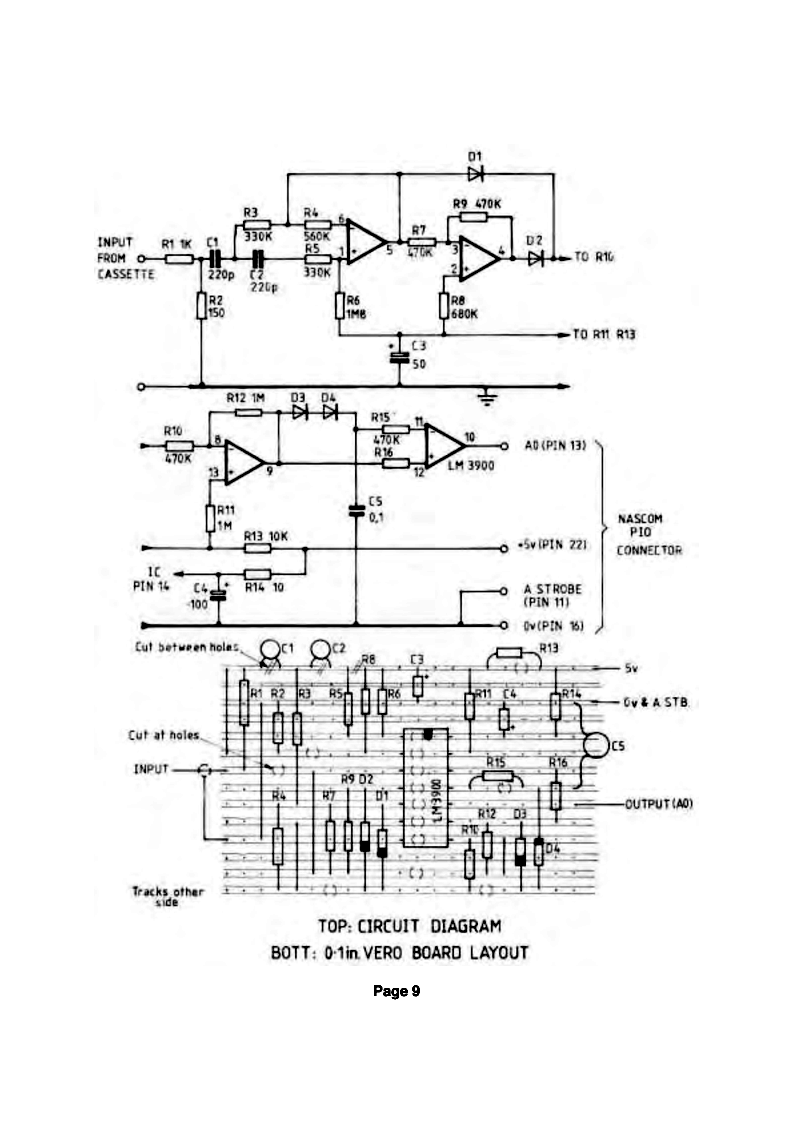 D1
R9 470K
R3
R4
6
INPUT
FROM
CASSETTE
R1 1K
C1
330K
560K
R5
1
5
R7
470K
3
4
D2
TO R10
220p
C2
220p
330K
2
R2
150
R6
1M8
R8
680K
TO R11 R13
+
C3
50
R12 1M
D3
D4
R15
470K
11
10
A0 (PIN 13)
R10
470K
8
9
R16
12
LM 3900
13
R11
1M
C5
0,1
NASCOM
PIO
CONNECTOR
R13 10K
+5v (PIN 22)
IC
PIN 14
C4
100
+
R14 10
A STROBE
(PIN 11)
0v (PIN 16)
Cut between holes
C1
C2
R8
C3
R13
5v
R1
R2
R3
R5
R6
+
R11
C4
R14
0v & A STB.
Cut at holes
+
C5
INPUT
R15
R16
R9
D2
R4
R7
D1
LM3900
OUTPUT (A0)
R12
D3
R10
D4
Tracks other
side
TOP: CIRCUIT DIAGRAM
BOTT: 0·1in. VERO BOARD LAYOUT
Page 9